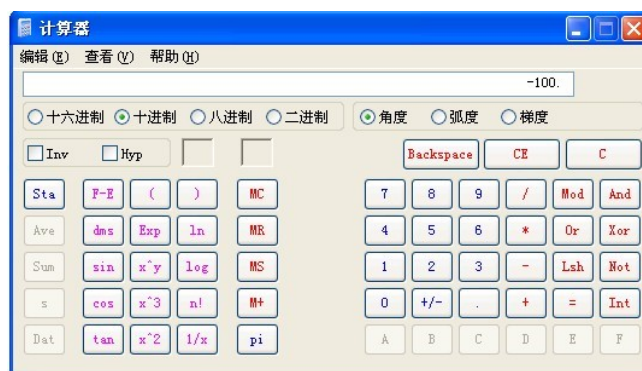 计算器
编辑(E) 查看(V) 帮助(H)
-100.
十六进制 十进制 八进制 二进制 角度 弧度 梯度
Inv Hyp Backspace CE C
Sta F-E ( ) MC 7 8 9 / Mod And
Ave dms Exp ln MR 4 5 6 * Or Xor
Sum sin x^y log MS 1 2 3 - Lsh Not
s cos x^3 n! M+ 0 +/- . + = Int
Dat tan x^2 1/x pi A B C D E F